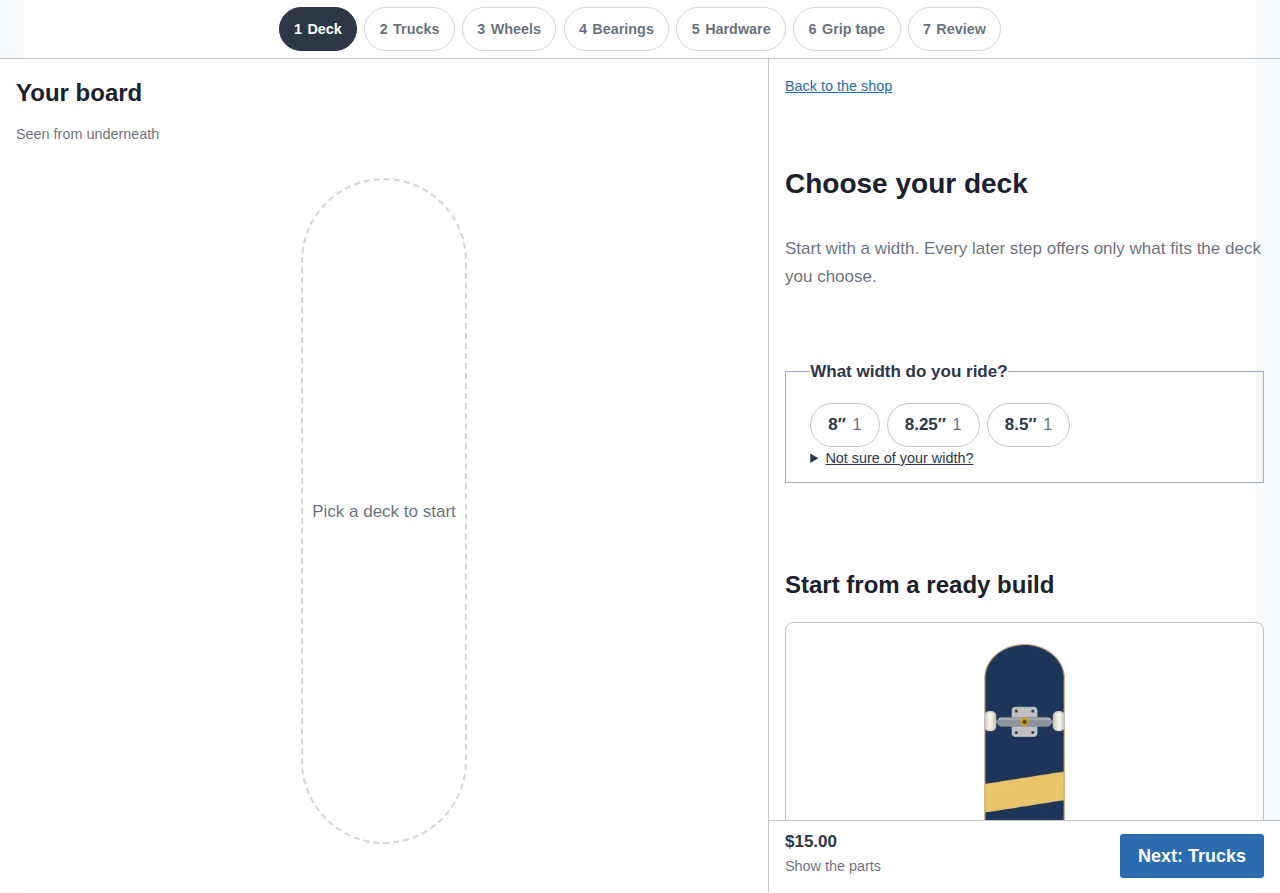 1 Deck
2 Trucks
3 Wheels
4 Bearings
5 Hardware
6 Grip tape
7 Review
Your board
Seen from underneath
Pick a deck to start
Back to the shop
Choose your deck
Start with a width. Every later step offers only what fits the deck
you choose.
What width do you ride?
8″ 1
8.25″ 1
8.5″ 1
Not sure of your width?
Start from a ready build
$15.00
Show the parts
Next: Trucks